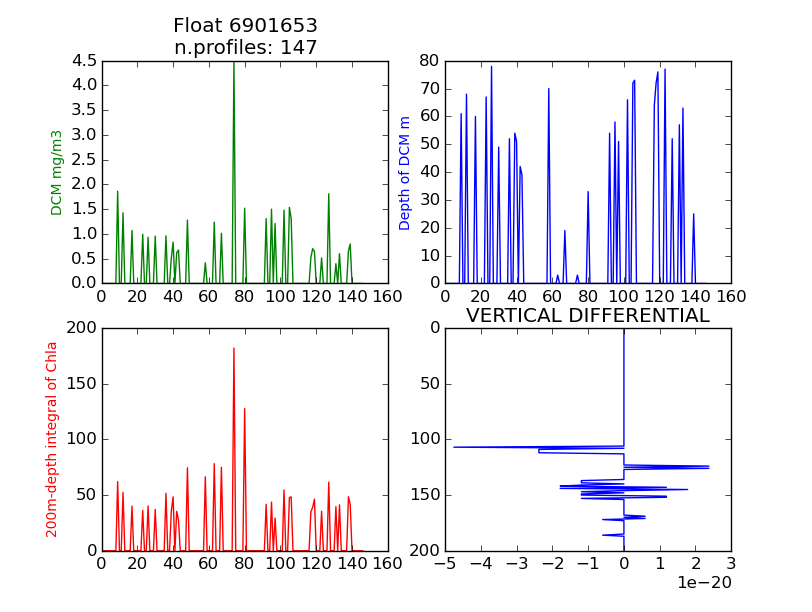 Float 6901653
n.profiles: 147
DCM mg/m3
4.5
4.0
3.5
3.0
2.5
2.0
1.5
1.0
0.5
0.0
0 20 40 60 80 100 120 140 160
Depth of DCM m
80
70
60
50
40
30
20
10
0
0 20 40 60 80 100 120 140 160
200m-depth integral of Chla
200
150
100
50
0
0 20 40 60 80 100 120 140 160
VERTICAL DIFFERENTIAL
0
50
100
150
200
−5 −4 −3 −2 −1 0 1 2 3
1e−20